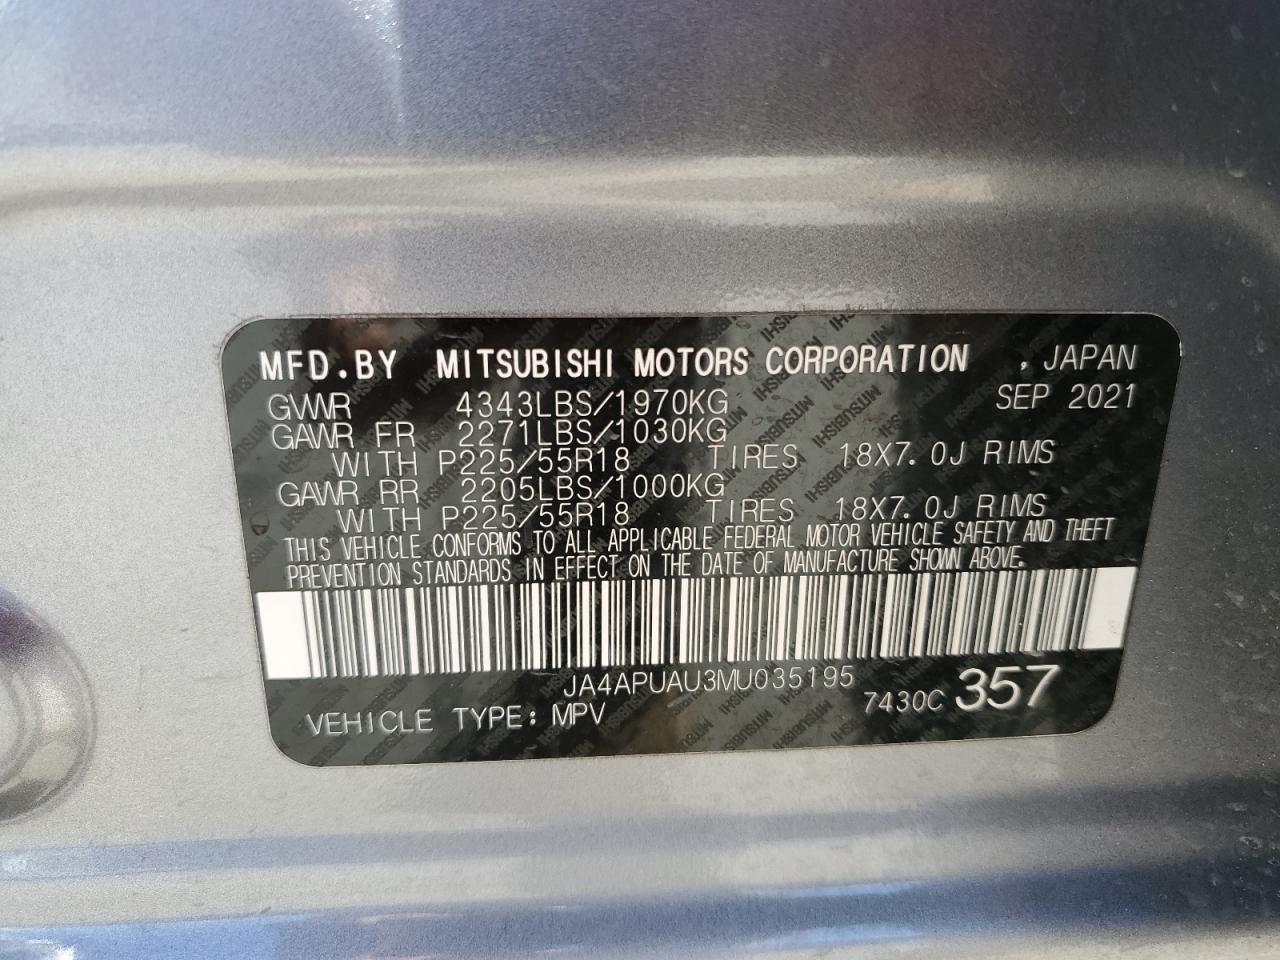 MFD.BY MITSUBISHI MOTORS CORPORATION , JAPAN
GVWR 4343LBS/1970KG SEP 2021
GAWR FR 2271LBS/1030KG
WITH P225/55R18 TIRES 18X7.0J RIMS
GAWR RR 2205LBS/1000KG
WITH P225/55R18 TIRES 18X7.0J RIMS
THIS VEHICLE CONFORMS TO ALL APPLICABLE FEDERAL MOTOR VEHICLE SAFETY AND THEFT
PREVENTION STANDARDS IN EFFECT ON THE DATE OF MANUFACTURE SHOWN ABOVE.
JA4APUAU3MU035195
7430C 357
VEHICLE TYPE: MPV